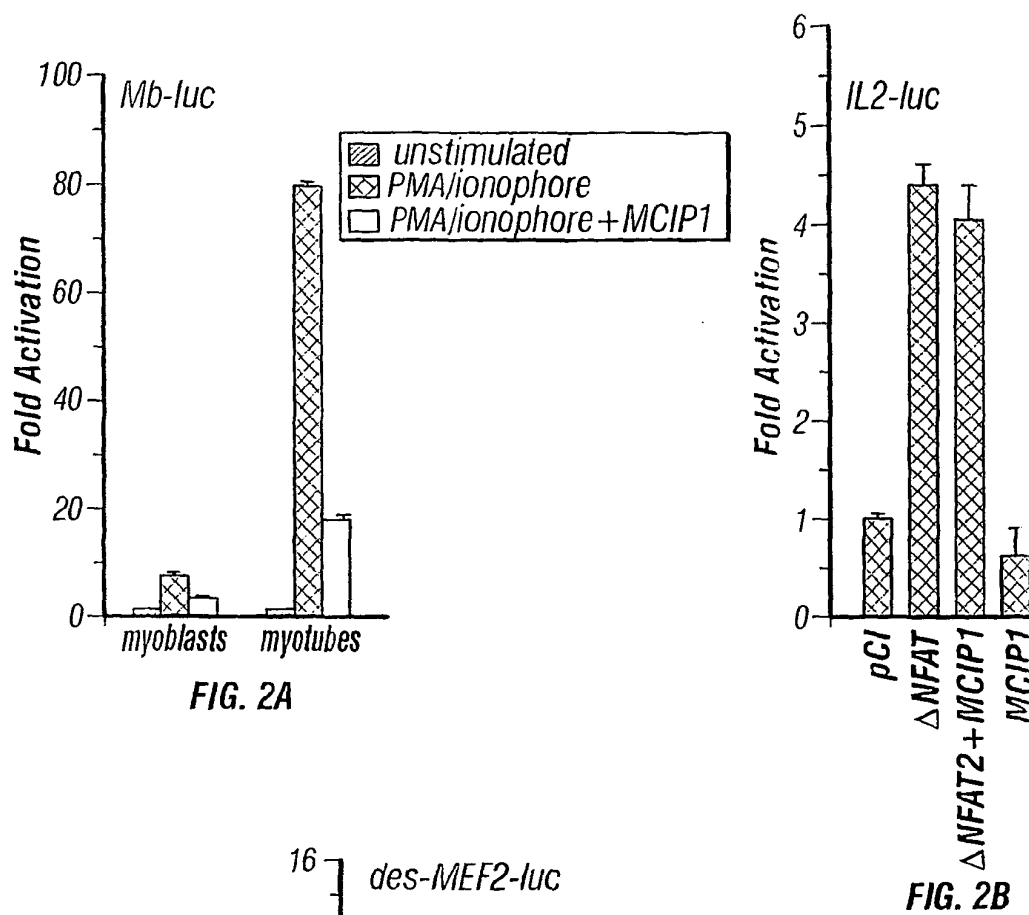 100
80
60
40
20
0
Fold Activation
Mb-luc
unstimulated
PMA/ionophore
PMA/ionophore+MCIP1
myoblasts myotubes
FIG. 2A
6
5
4
3
2
1
0
Fold Activation
IL2-luc
pCI
△NFAT
△NFAT2+MCIP1
MCIP1
FIG. 2B
16
des-MEF2-luc